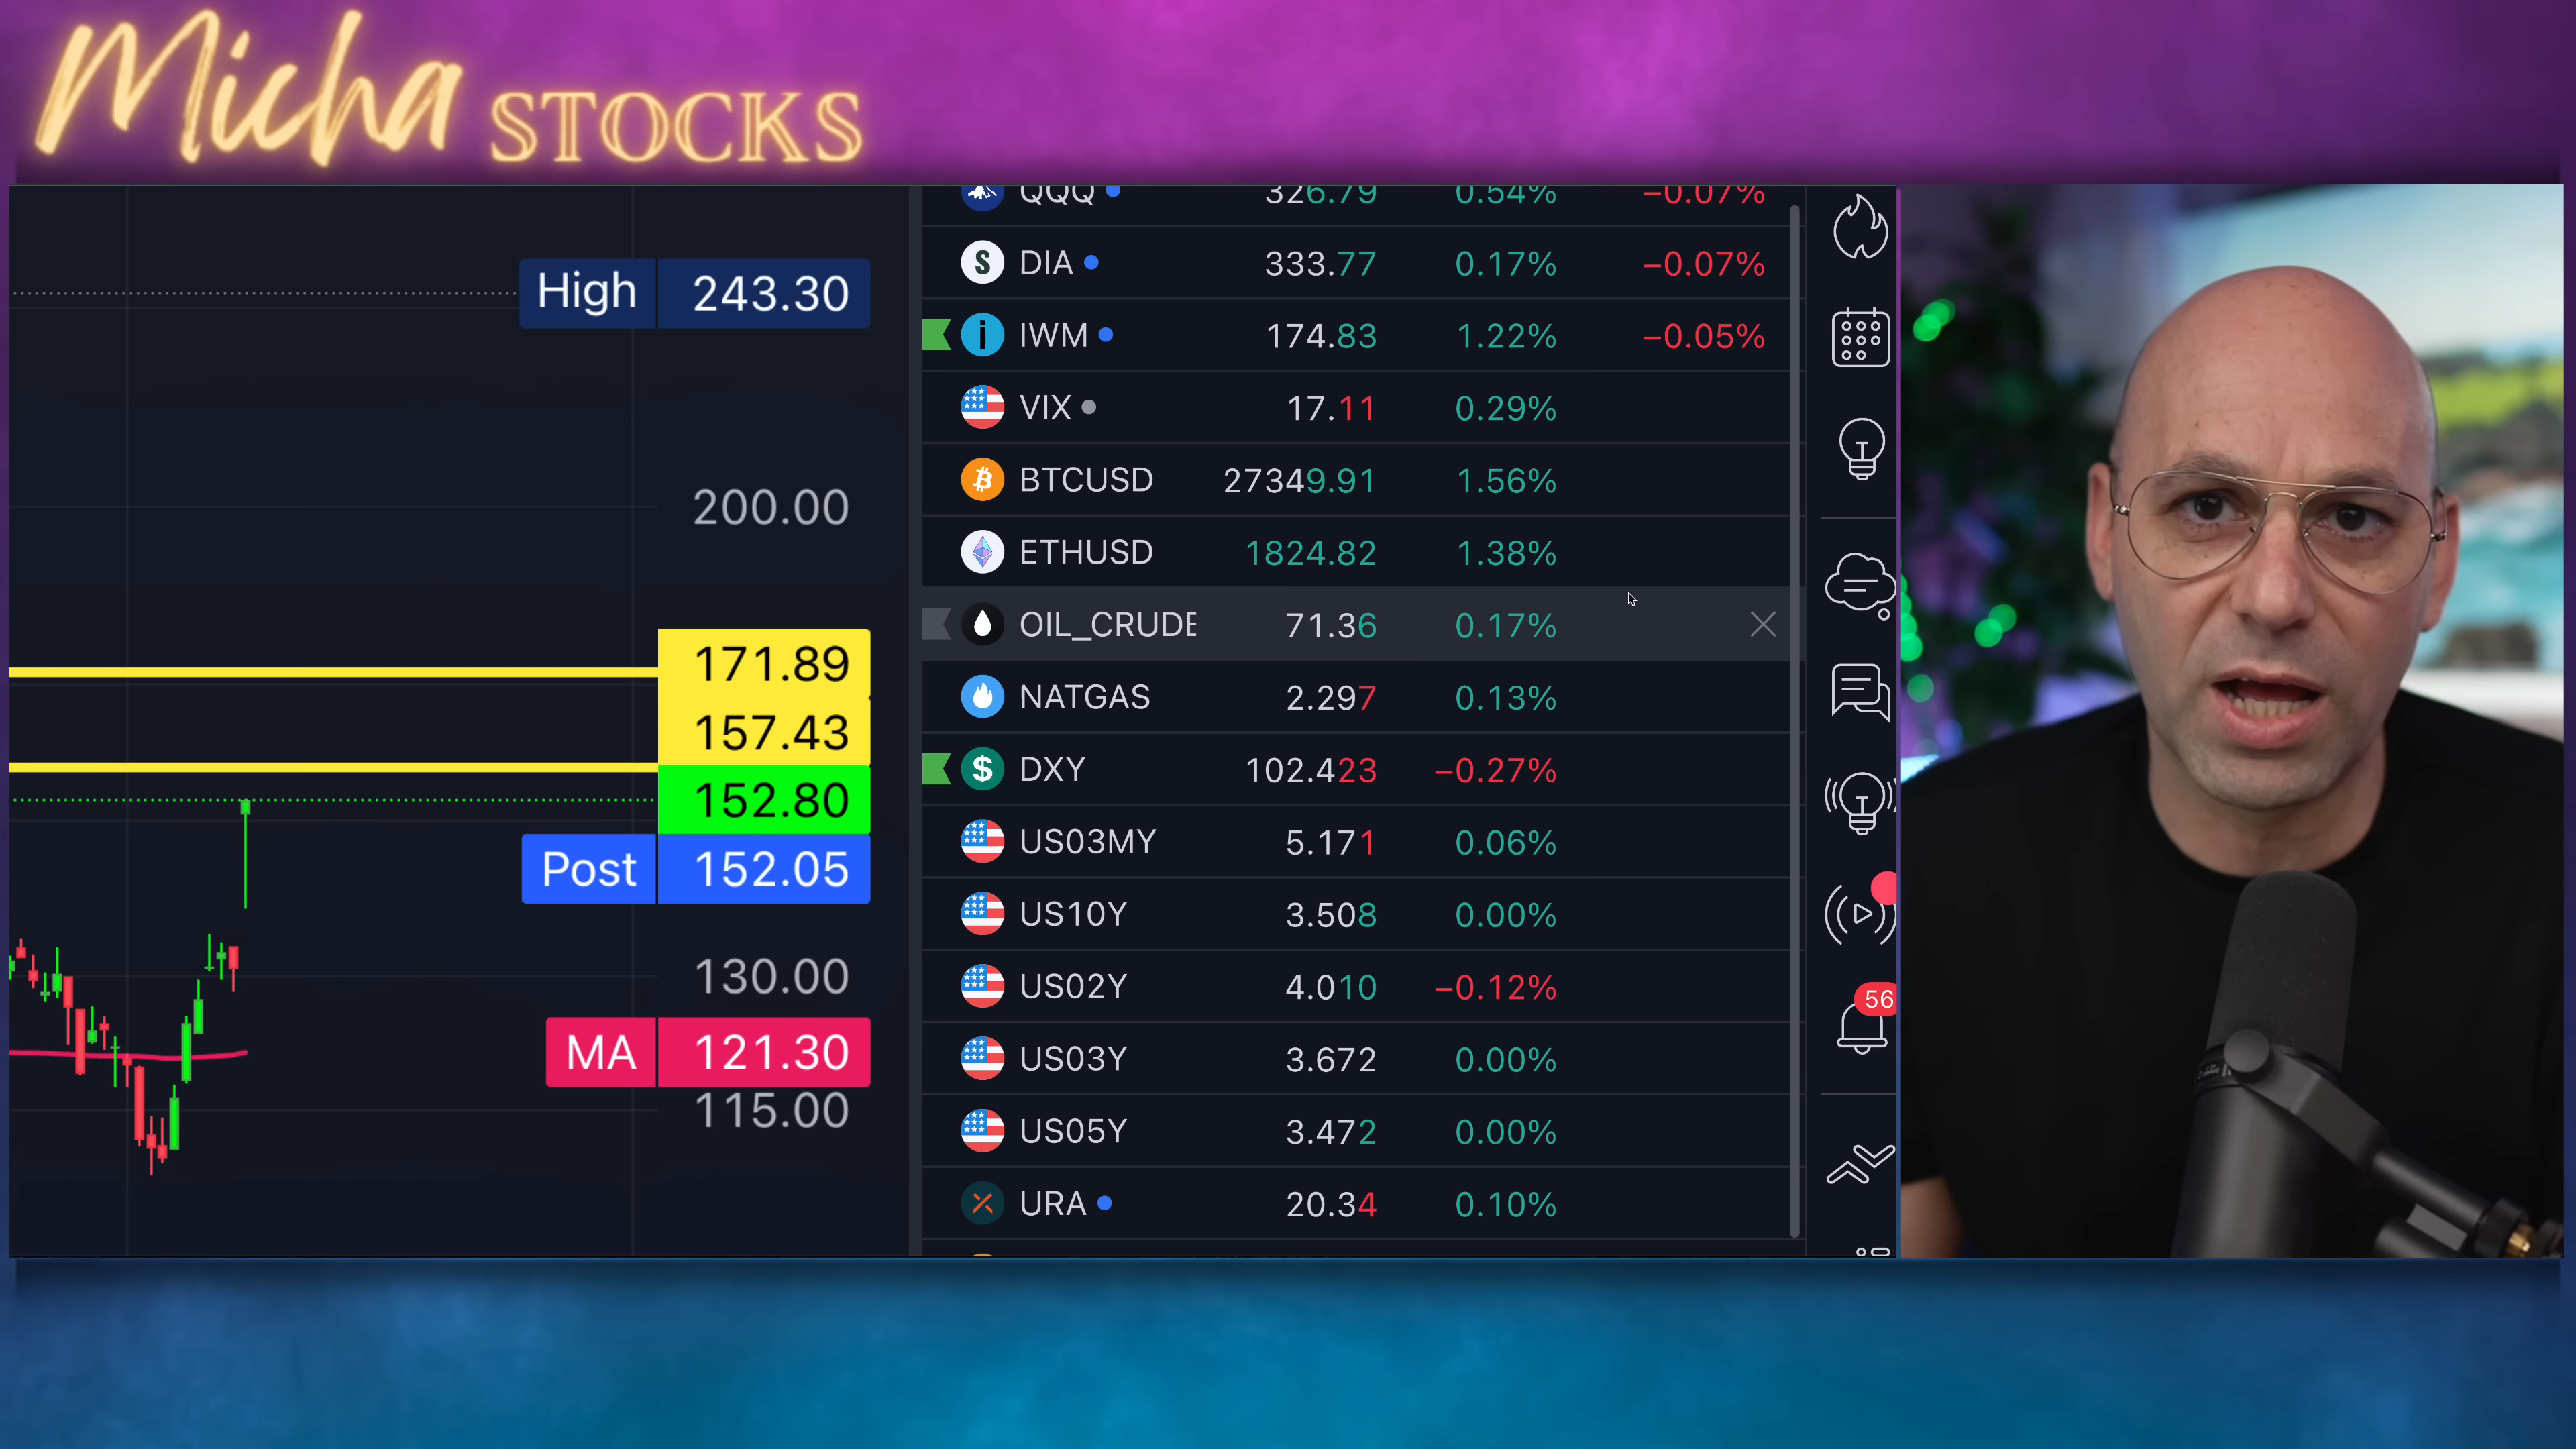 Micha STOCKS
High 243.30
200.00
171.89
157.43
152.80
Post 152.05
130.00
MA 121.30
115.00
QQQ 326.79 0.54% −0.07%
DIA 333.77 0.17% −0.07%
IWM 174.83 1.22% −0.05%
VIX 17.11 0.29%
BTCUSD 27349.91 1.56%
ETHUSD 1824.82 1.38%
OIL_CRUDE 71.36 0.17%
NATGAS 2.297 0.13%
DXY 102.423 −0.27%
US03MY 5.171 0.06%
US10Y 3.508 0.00%
US02Y 4.010 −0.12%
US03Y 3.672 0.00%
US05Y 3.472 0.00%
URA 20.34 0.10%
56